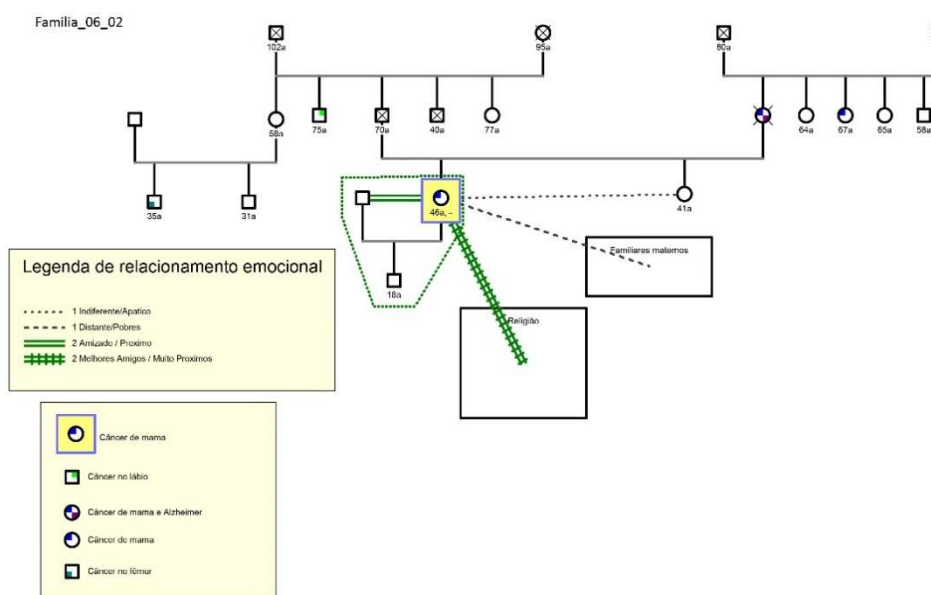 Familia_06_02
102a
95a
80a
58a
75a
70a
40a
77a
64a
67a
65a
58a
35a
31a
46a, -
41a
18a
Familiares maternos
Religião
Legenda de relacionamento emocional
1 Indiferente/Apatico
1 Distante/Pobres
2 Amizade / Proximo
2 Melhores Amigos / Muito Proximos
Câncer de mama
Câncer no lábio
Câncer de mama e Alzheimer
Câncer de mama
Câncer no fêmur